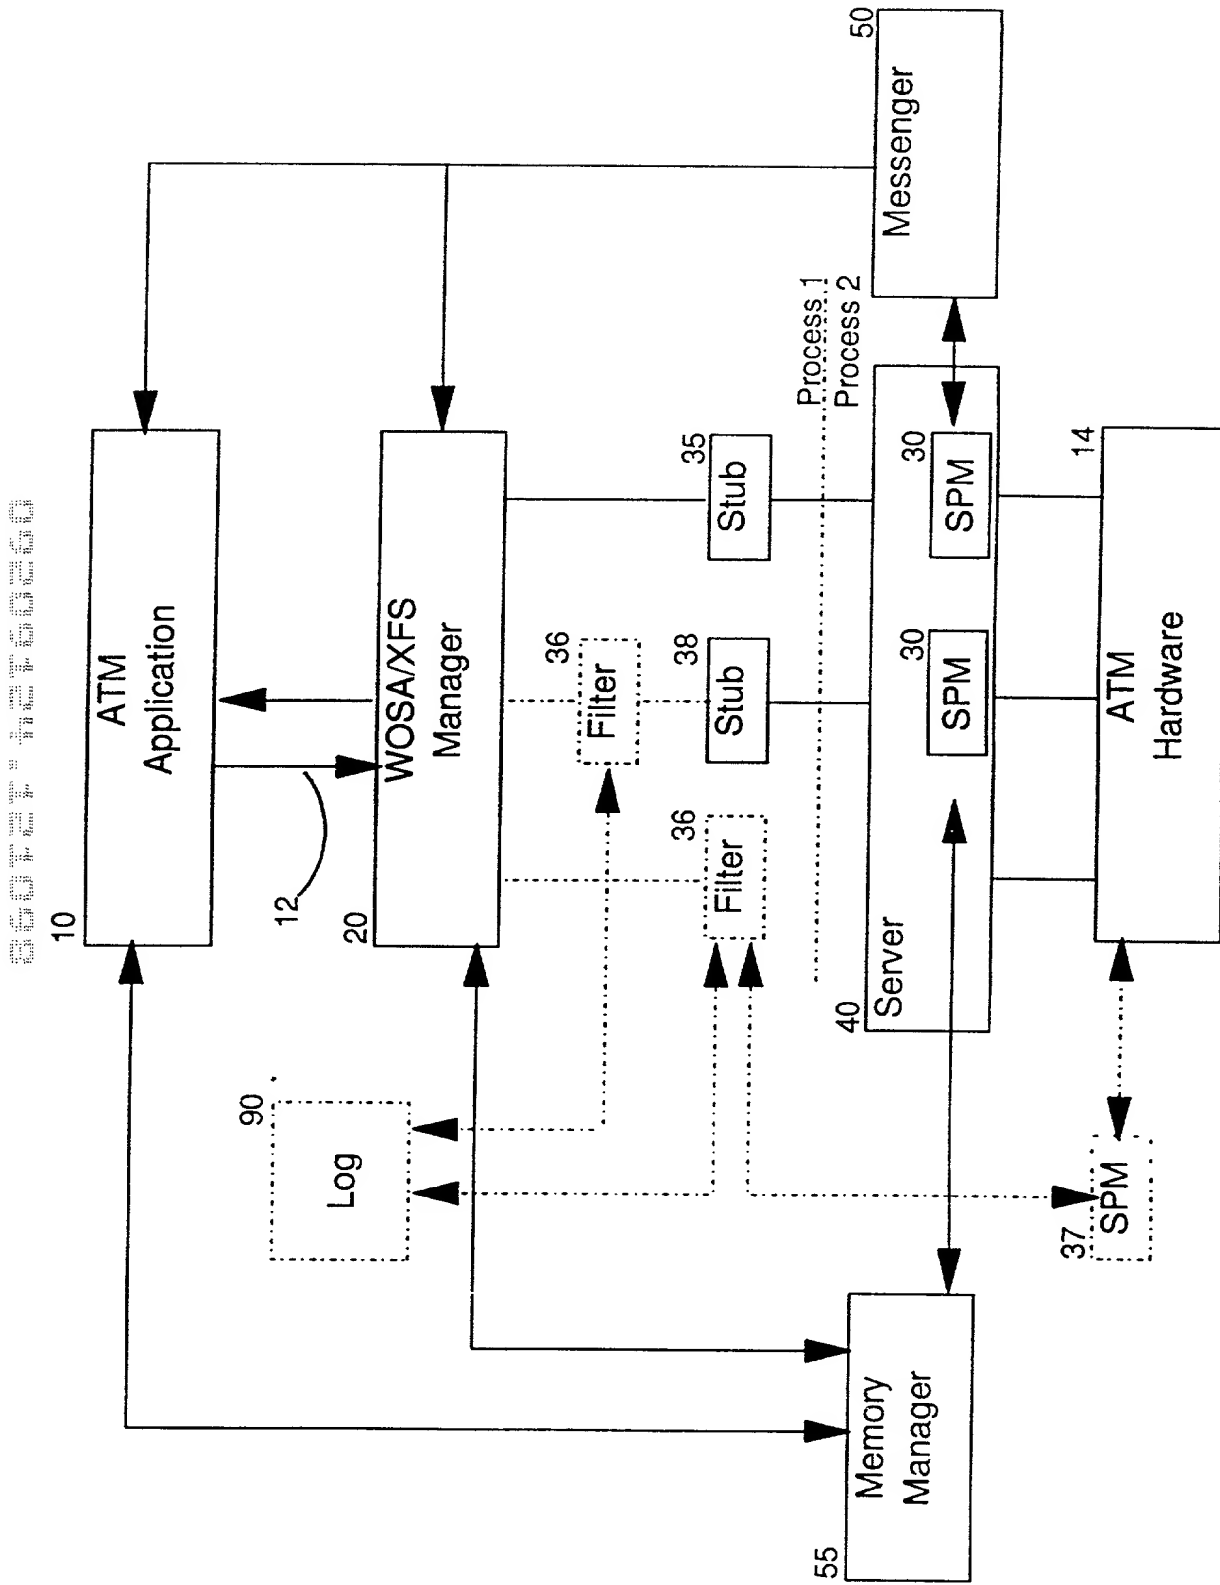 10
ATM
Application
12
20
WOSA/XFS
Manager
90
Log
36
Filter
36
Filter
38
Stub
35
Stub
Process 1
Process 2
40
Server
30
SPM
30
SPM
50
Messenger
55
Memory
Manager
37
SPM
14
ATM
Hardware